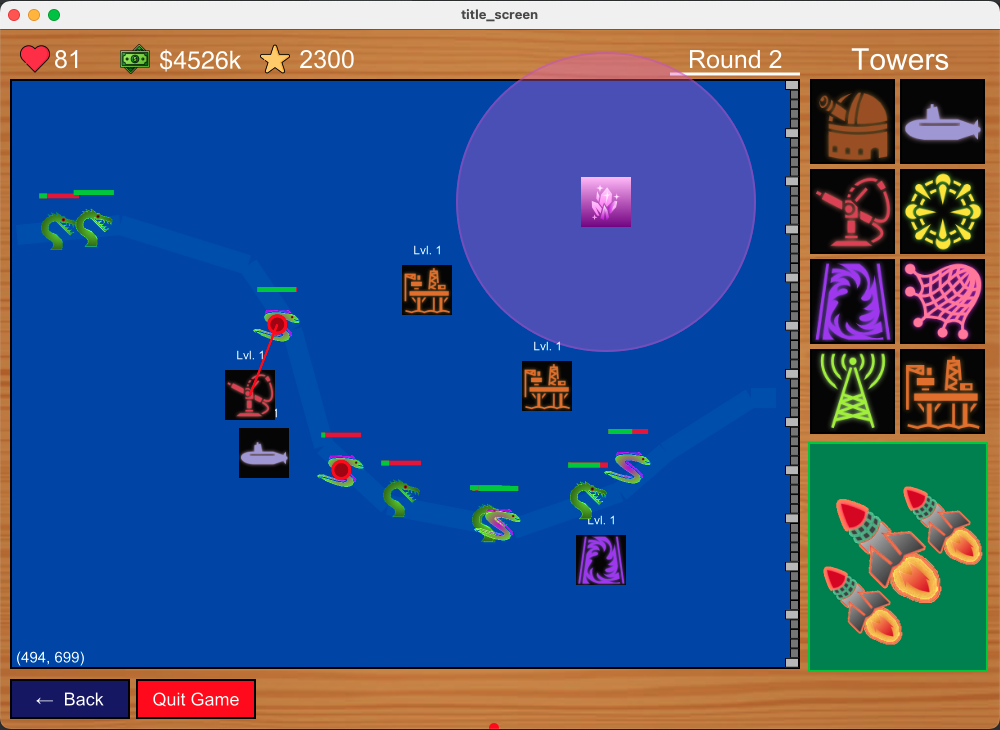 title_screen
81
$4526k
2300
Round 2
Towers
Lvl. 1
Lvl. 1
Lvl. 1
1
Lvl. 1
(494, 699)
← Back
Quit Game